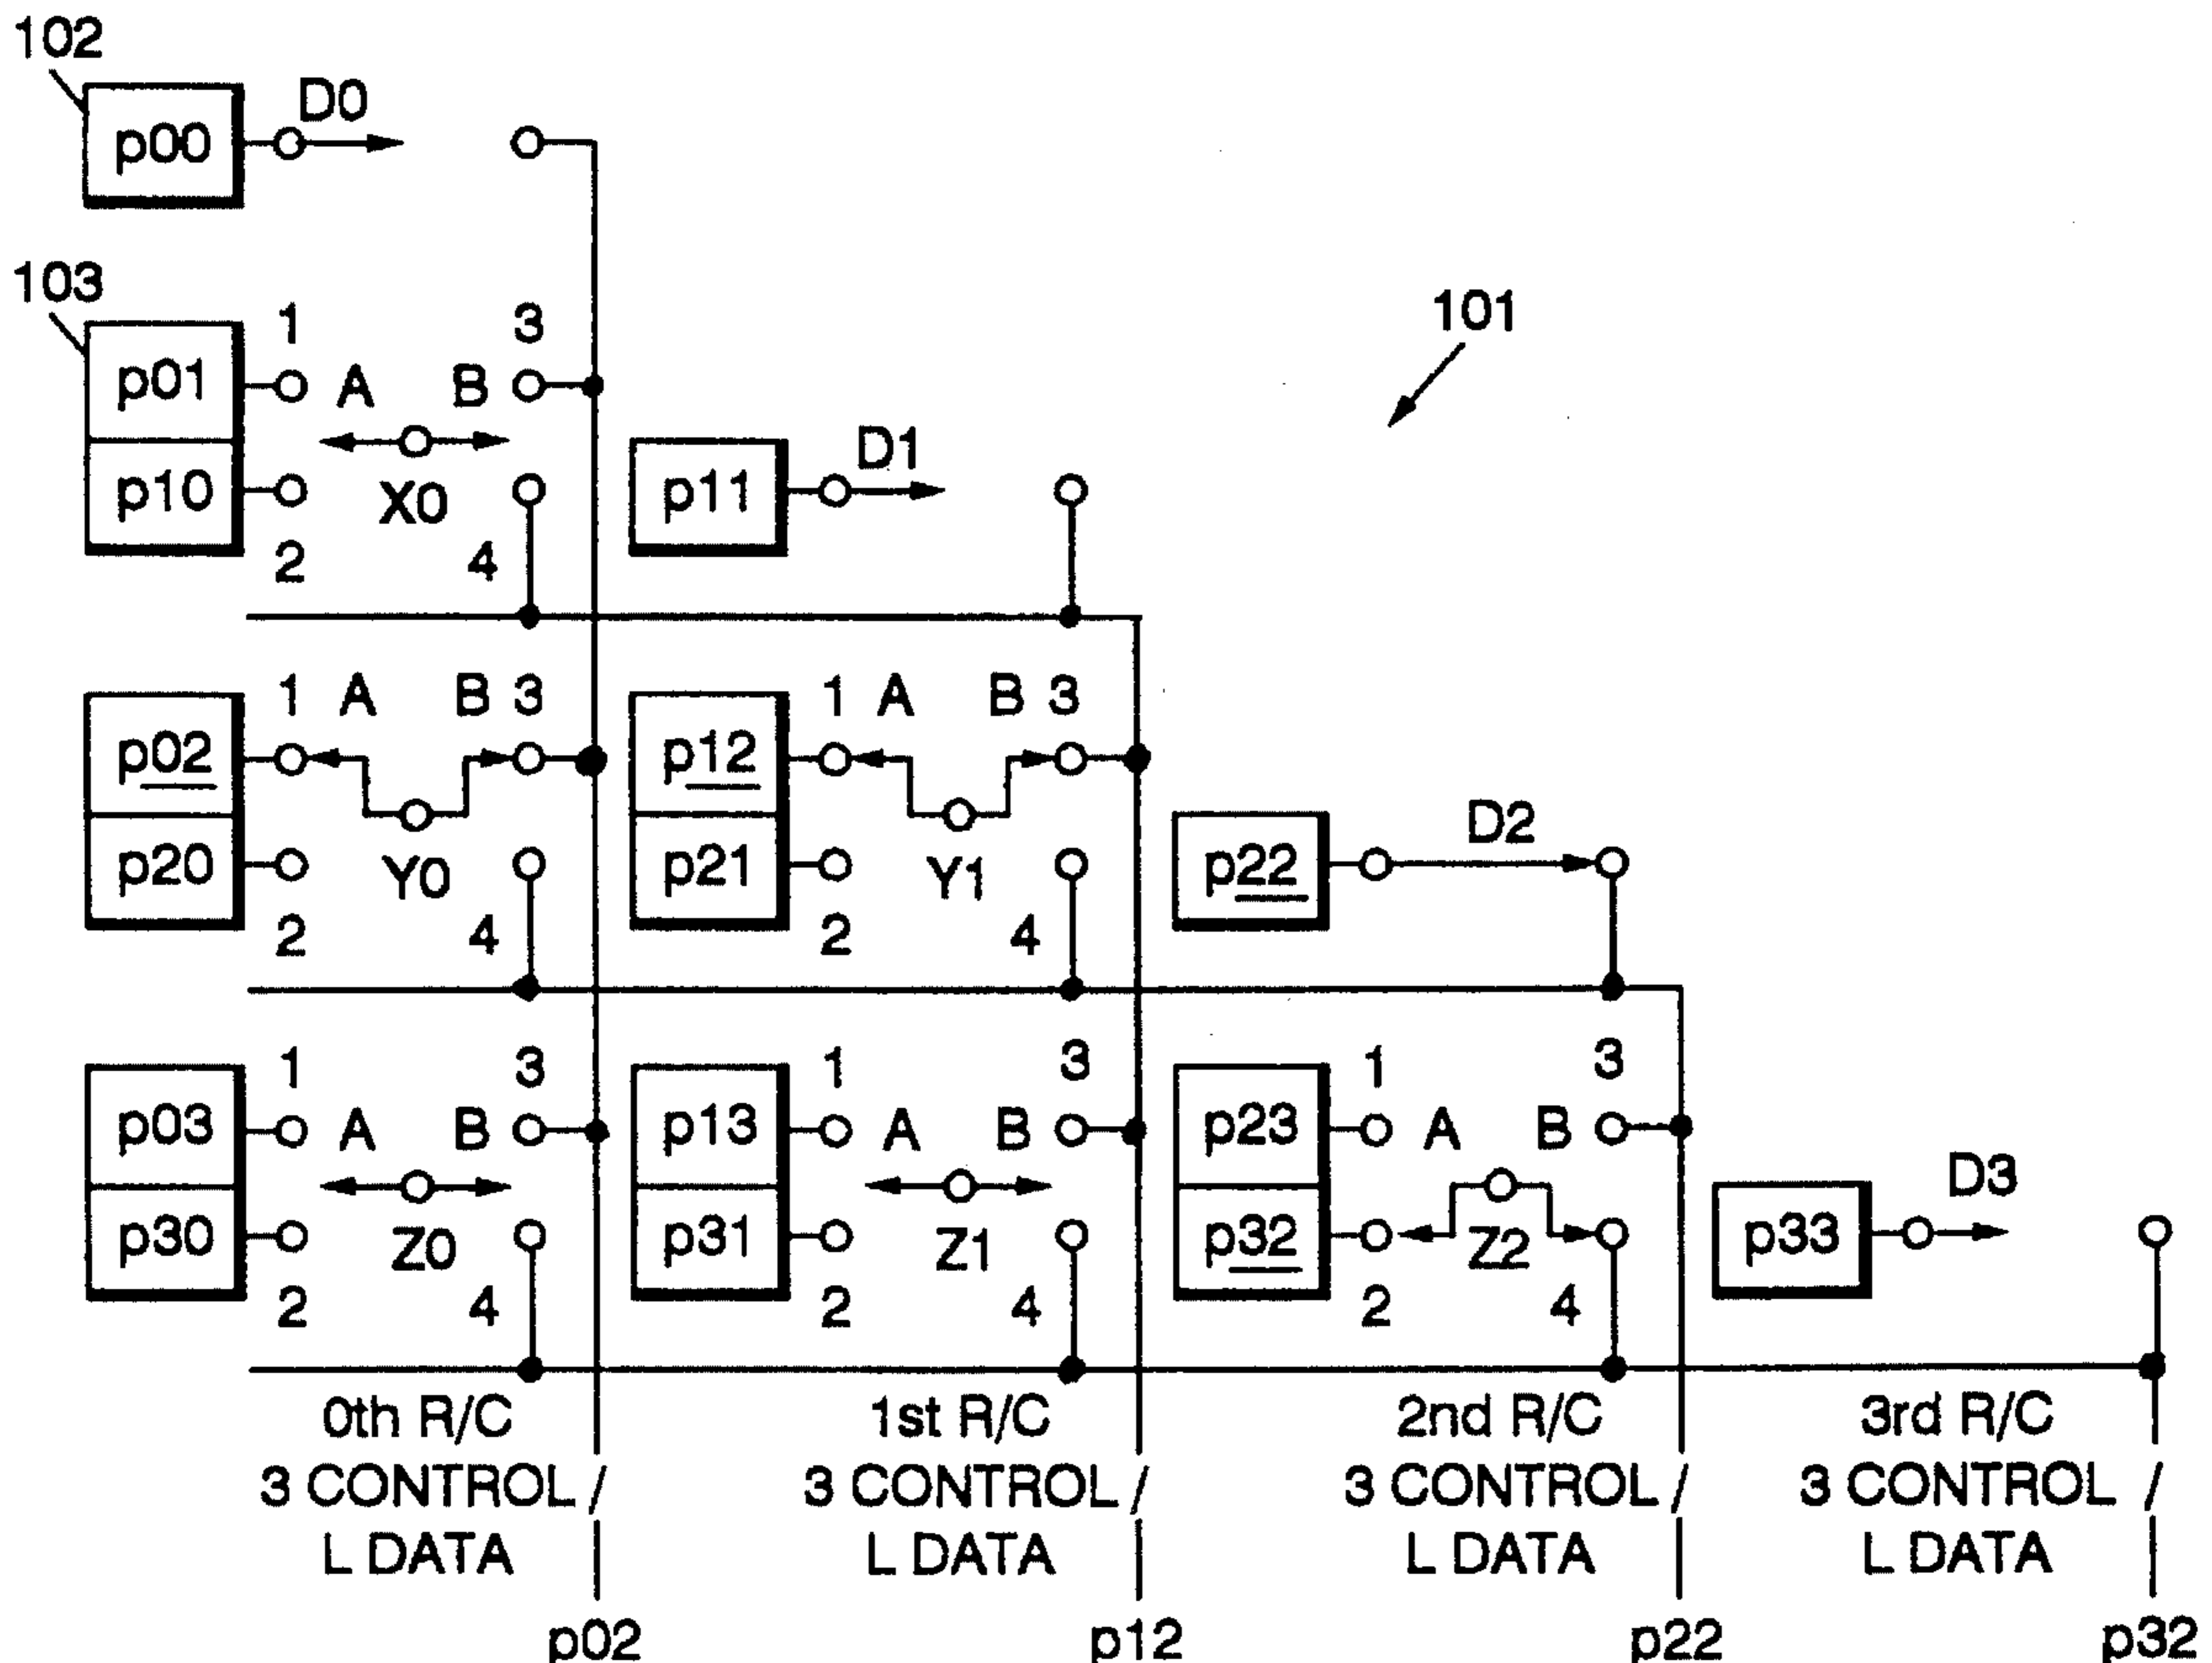 102
p00 D0
103
1 3
p01 A B
p10 X0
2 4
101
p11 D1
1 A B 3
p02
p20 Y0
2 4
1 A B 3
p12
p21 Y1
2 4
p22 D2
1 3
p03 A B
p30 Z0
2 4
1 3
p13 A B
p31 Z1
2 4
1 3
p23 A B
p32 Z2
2 4
p33 D3
0th R/C
3 CONTROL
L DATA
p02
1st R/C
3 CONTROL
L DATA
p12
2nd R/C
3 CONTROL
L DATA
p22
3rd R/C
3 CONTROL
L DATA
p32